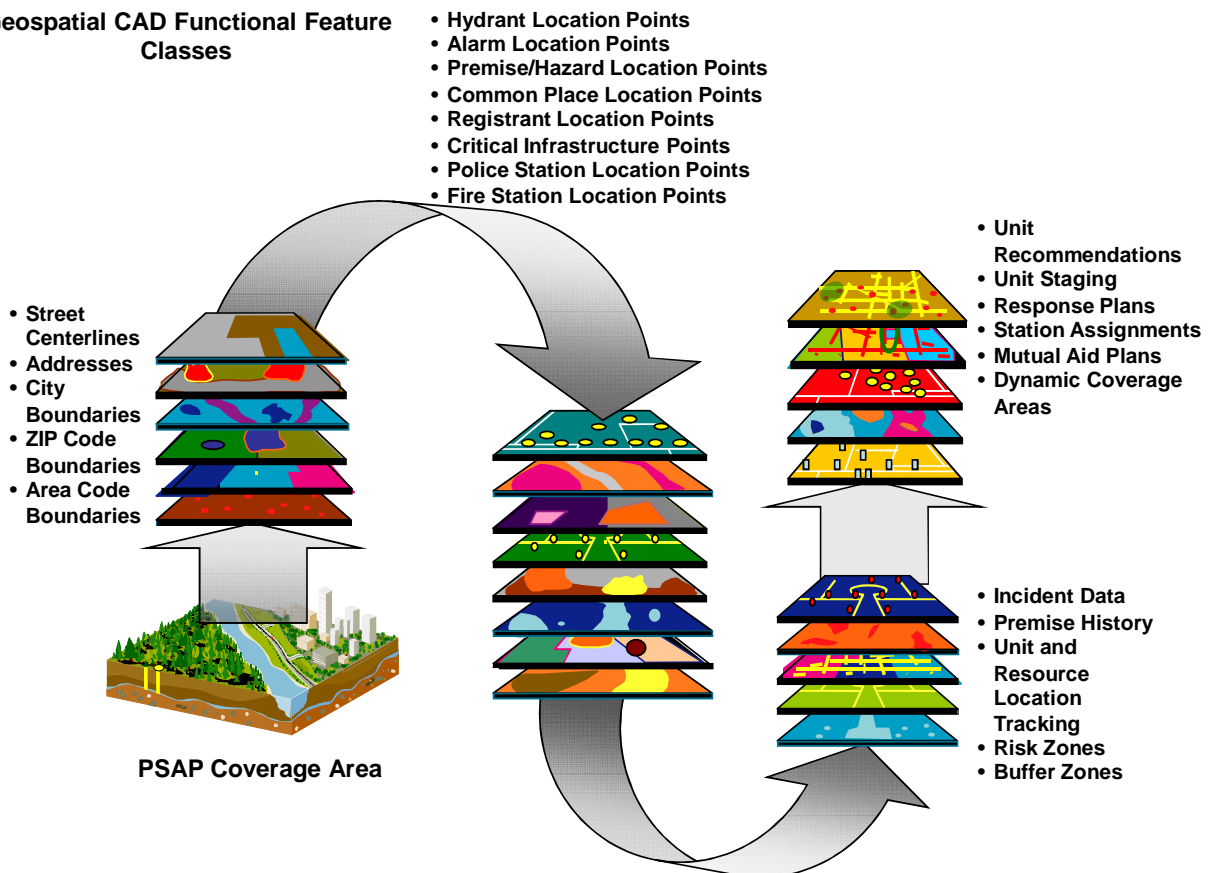 eospatial CAD Functional Feature
Classes
• Hydrant Location Points
• Alarm Location Points
• Premise/Hazard Location Points
• Common Place Location Points
• Registrant Location Points
• Critical Infrastructure Points
• Police Station Location Points
• Fire Station Location Points
• Street
Centerlines
• Addresses
• City
Boundaries
• ZIP Code
Boundaries
• Area Code
Boundaries
• Unit
Recommendations
• Unit Staging
• Response Plans
• Station Assignments
• Mutual Aid Plans
• Dynamic Coverage
Areas
• Incident Data
• Premise History
• Unit and
Resource
Location
Tracking
• Risk Zones
• Buffer Zones
PSAP Coverage Area